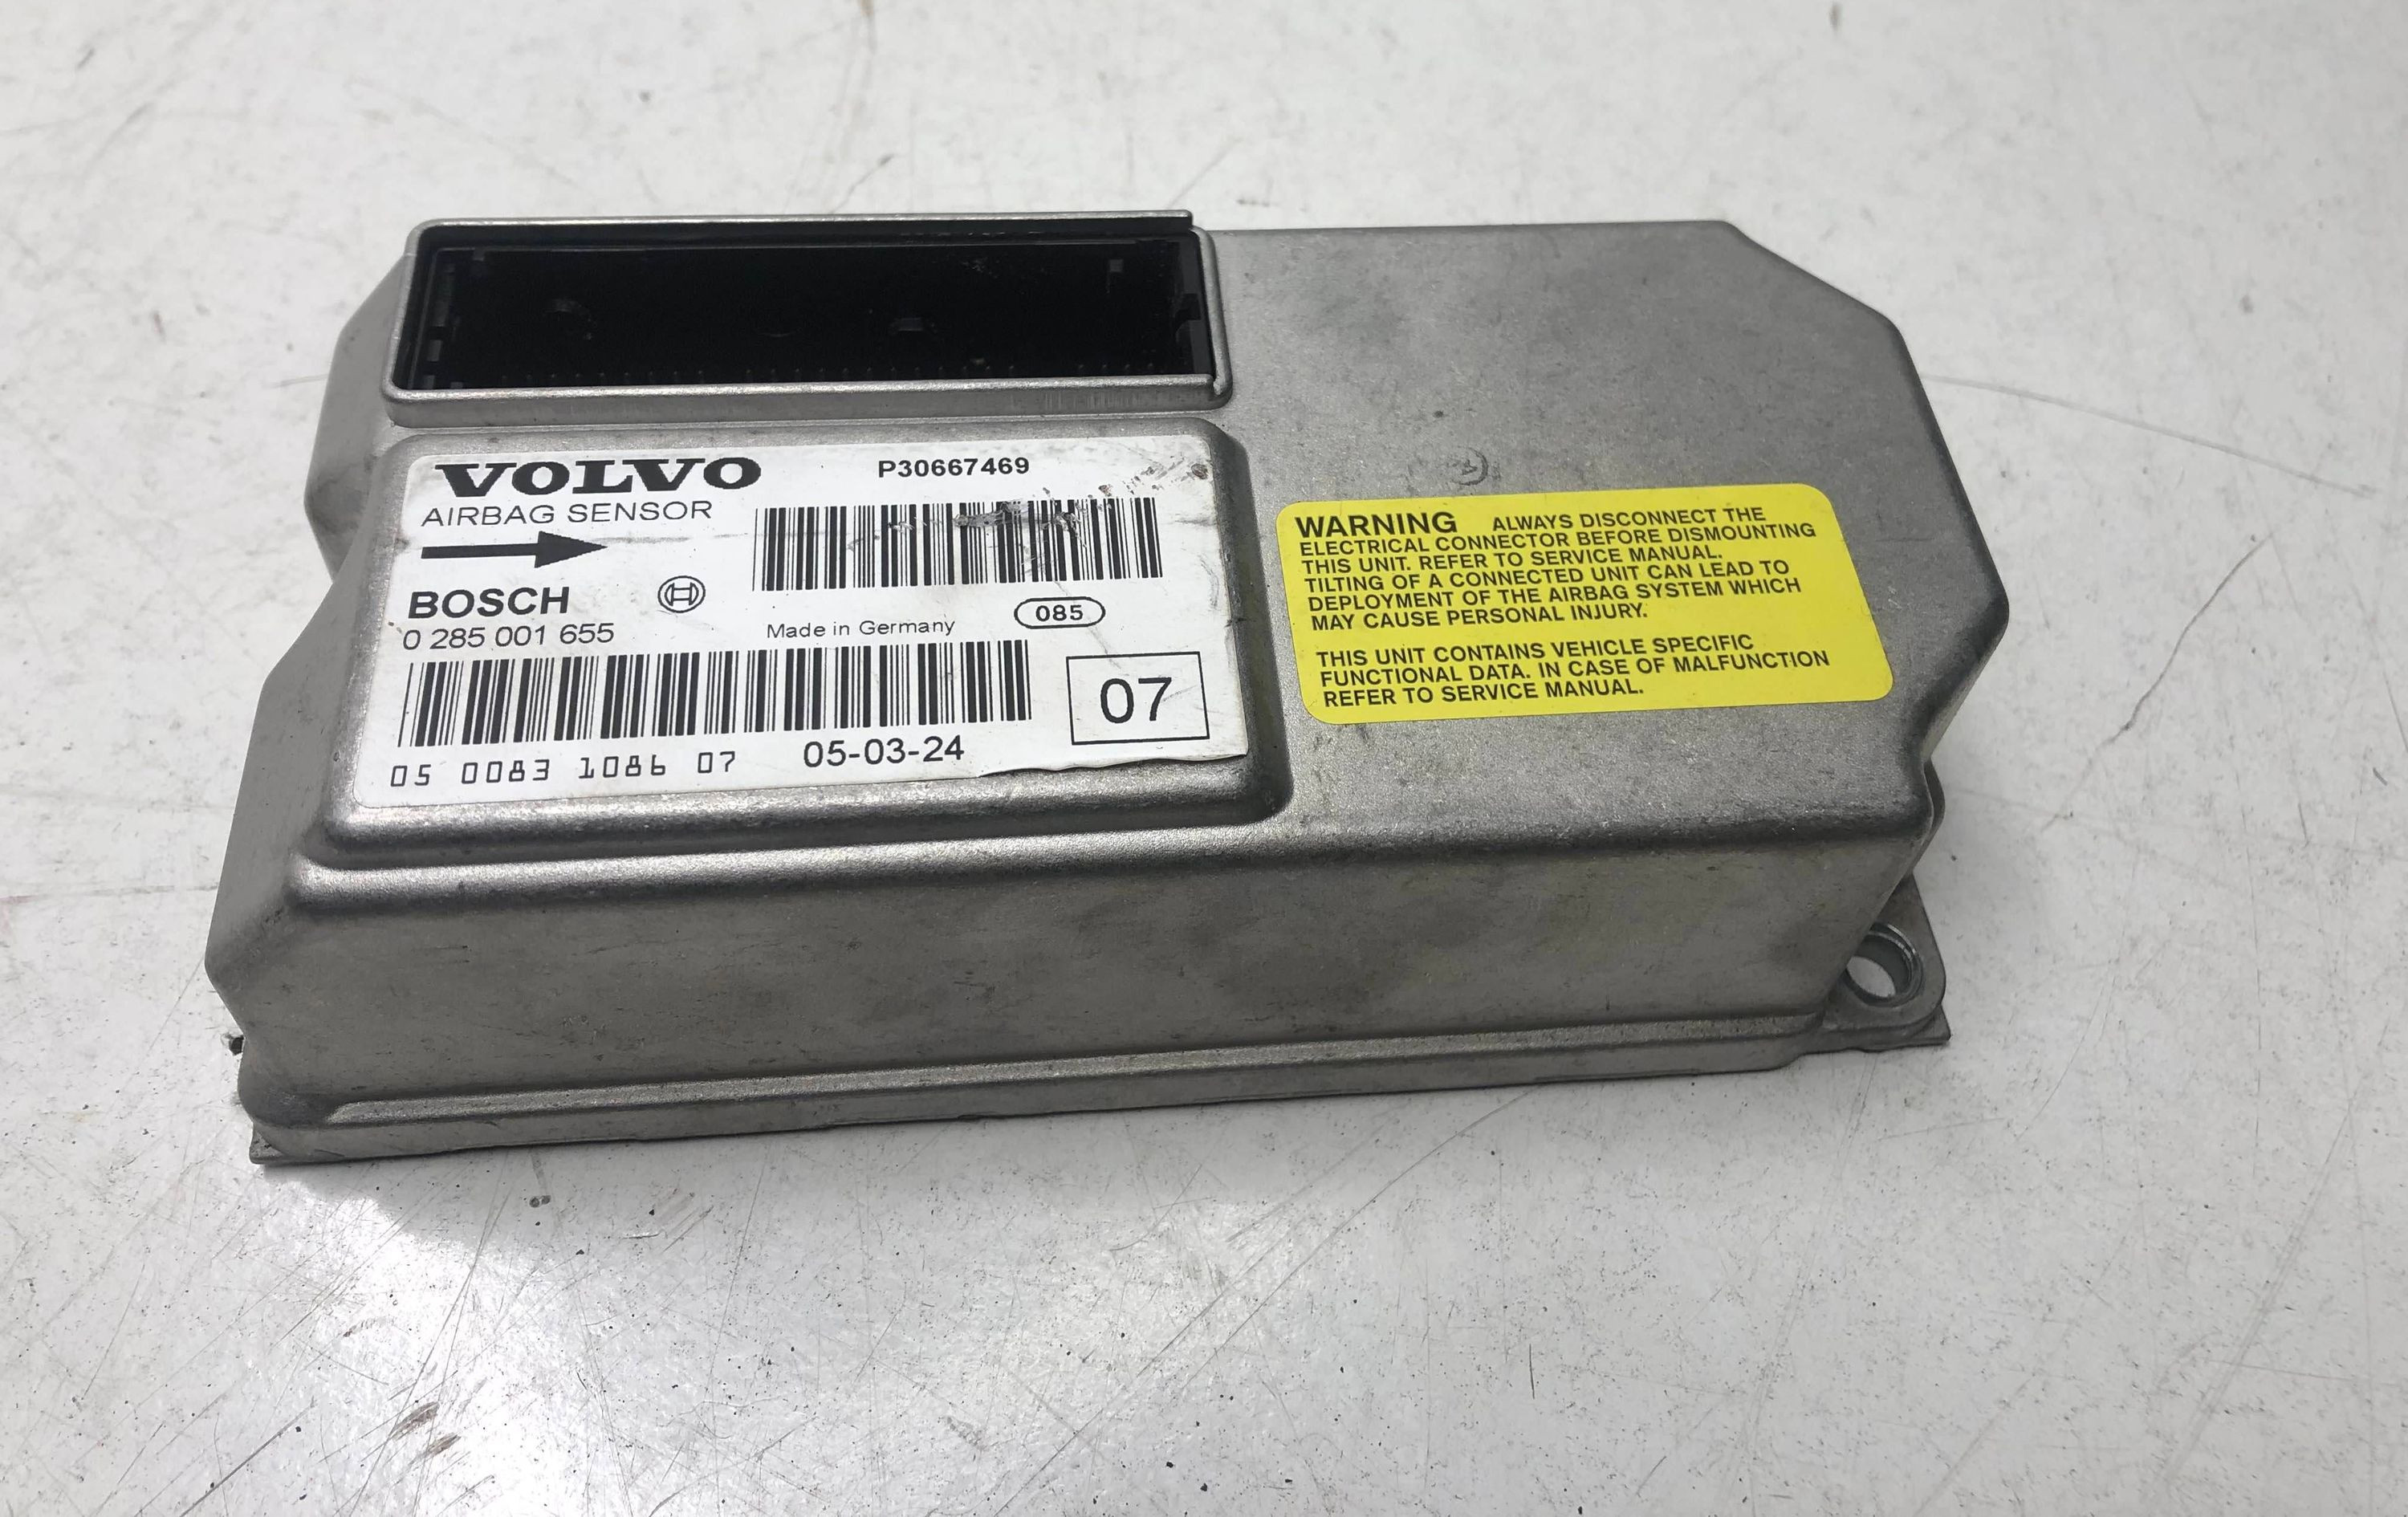 VOLVO
P30667469
AIRBAG SENSOR
BOSCH
0 285 001 655
Made in Germany
085
07
05 0083 1086 07
05-03-24
WARNING ALWAYS DISCONNECT THE
ELECTRICAL CONNECTOR BEFORE DISMOUNTING
THIS UNIT. REFER TO SERVICE MANUAL.
TILTING OF A CONNECTED UNIT CAN LEAD TO
DEPLOYMENT OF THE AIRBAG SYSTEM WHICH
MAY CAUSE PERSONAL INJURY.
THIS UNIT CONTAINS VEHICLE SPECIFIC
FUNCTIONAL DATA. IN CASE OF MALFUNCTION
REFER TO SERVICE MANUAL.